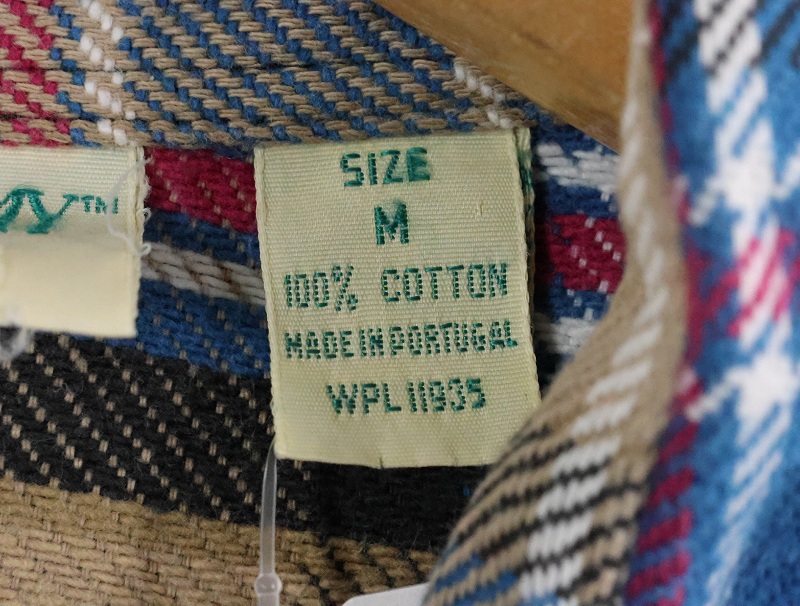 SIZE
M
100% COTTON
MADE IN PORTUGAL
WPL 11935